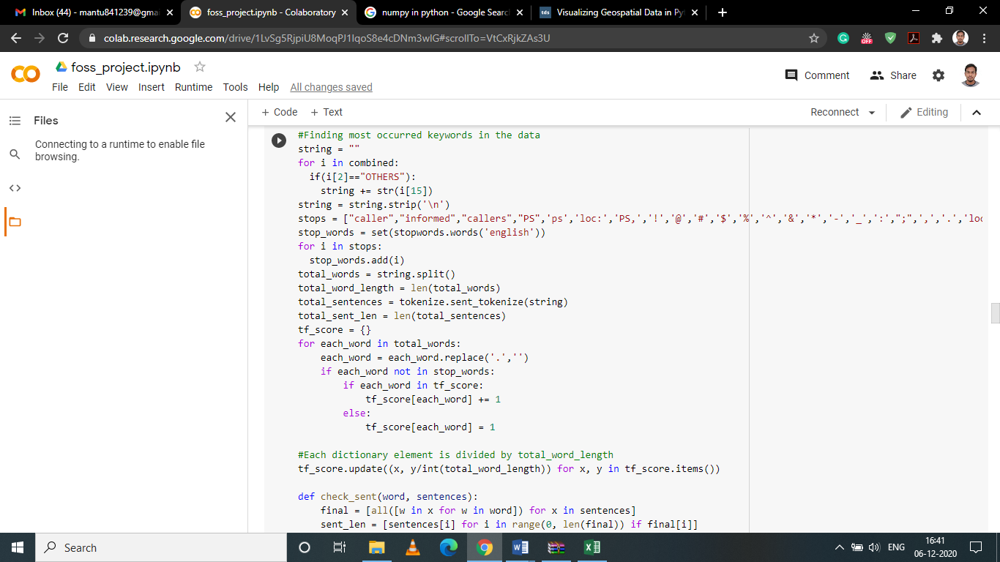 Inbox (44) - mantu841239@gma
foss_project.ipynb - Colaboratory
numpy in python - Google Searc
tds
Visualizing Geospatial Data in Pyt
colab.research.google.com/drive/1LvSg5RjpiU8MoqPJ1IqoS8e4cDNm3wIG#scrollTo=VtCxRjkZAs3U
OFF
foss_project.ipynb
File Edit View Insert Runtime Tools Help All changes saved
Comment
Share
Files
Connecting to a runtime to enable file
browsing.
+ Code + Text
Reconnect
Editing
#Finding most occurred keywords in the data
string = ""
for i in combined:
  if(i[2]=="OTHERS"):
    string += str(i[15])
string = string.strip('\n')
stops = ["caller","informed","callers","PS",'ps','loc:','PS,','!','@','#','$','%','^','&','*','-','_',':',";",',','.','loc
stop_words = set(stopwords.words('english'))
for i in stops:
  stop_words.add(i)
total_words = string.split()
total_word_length = len(total_words)
total_sentences = tokenize.sent_tokenize(string)
total_sent_len = len(total_sentences)
tf_score = {}
for each_word in total_words:
    each_word = each_word.replace('.','')
    if each_word not in stop_words:
        if each_word in tf_score:
            tf_score[each_word] += 1
        else:
            tf_score[each_word] = 1
#Each dictionary element is divided by total_word_length
tf_score.update((x, y/int(total_word_length)) for x, y in tf_score.items())
def check_sent(word, sentences):
    final = [all([w in x for w in word]) for x in sentences]
    sent_len = [sentences[i] for i in range(0, len(final)) if final[i]]
Search
ENG
16:41
06-12-2020